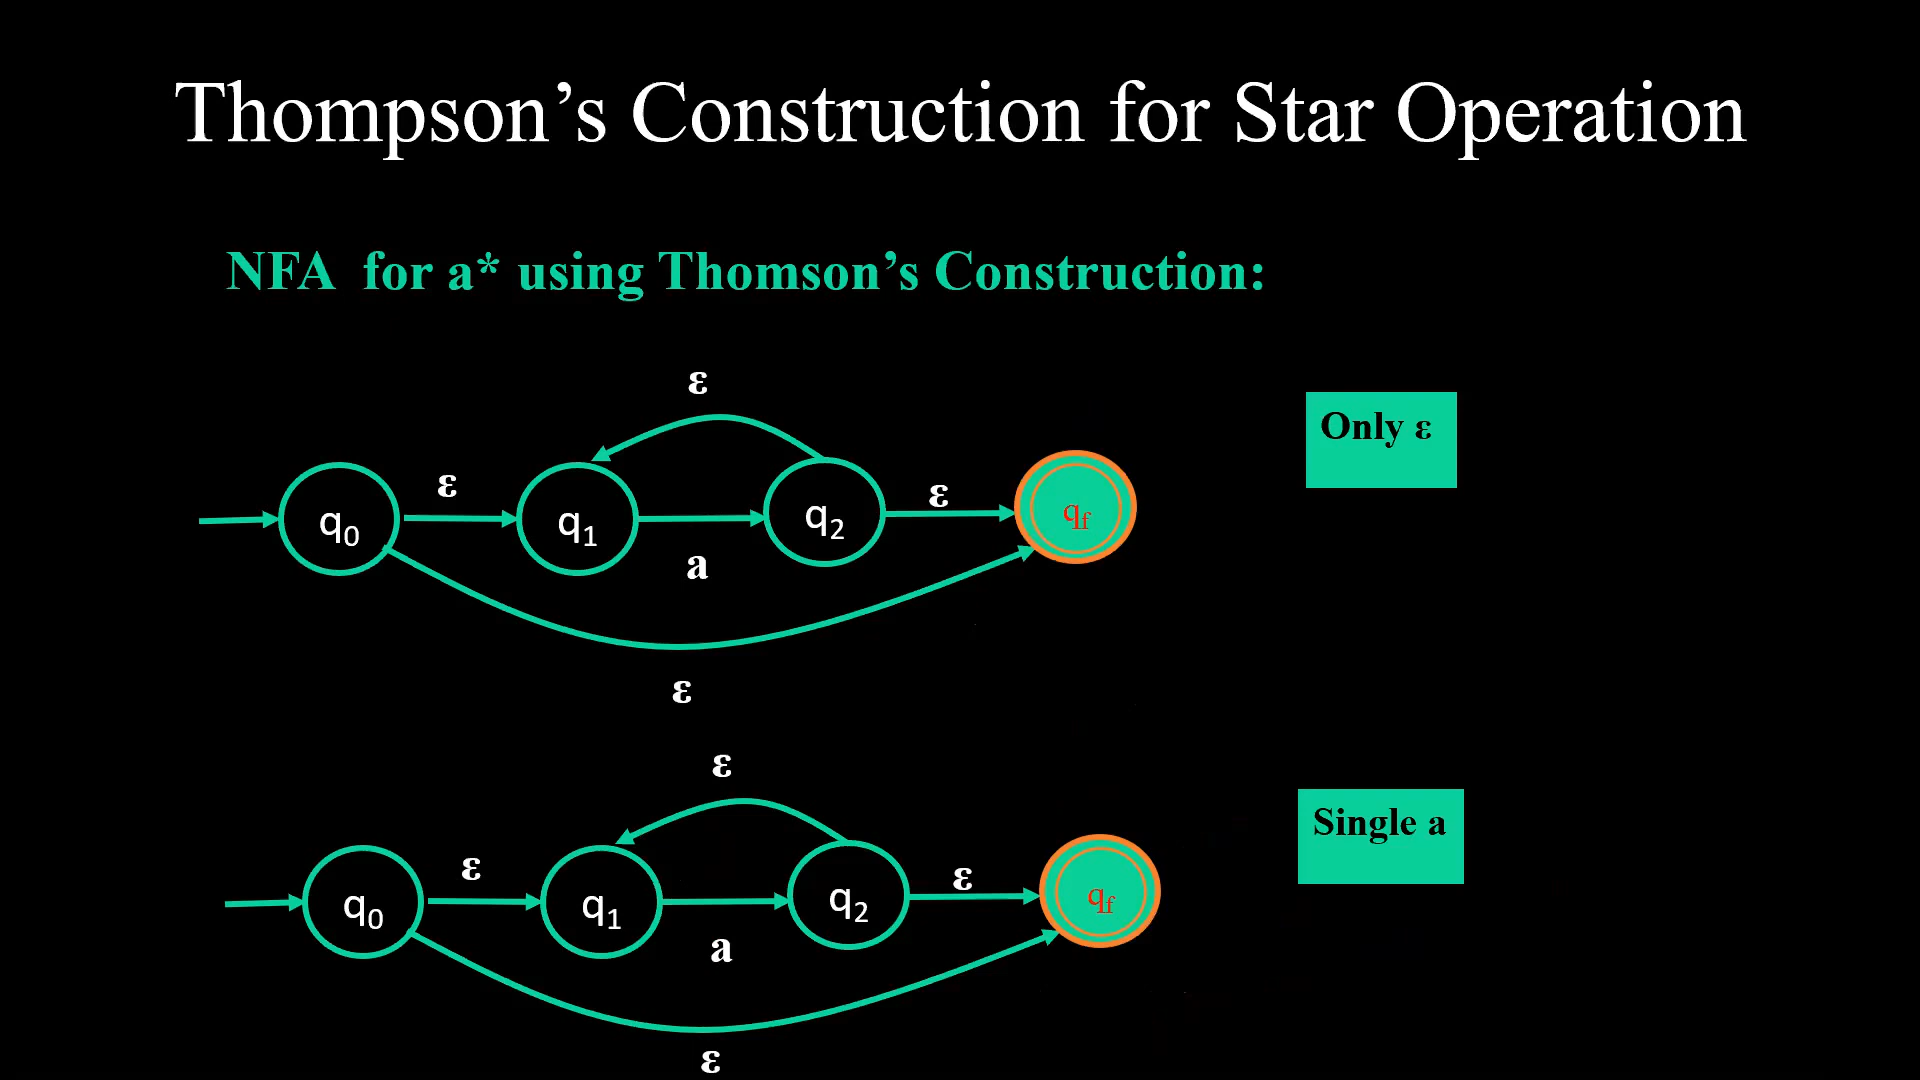 Thompson’s Construction for Star Operation
NFA for a* using Thomson’s Construction:
ε
Only ε
ε
ε
q0
q1
q2
qf
a
ε
ε
Single a
ε
ε
q0
q1
q2
qf
a
ε